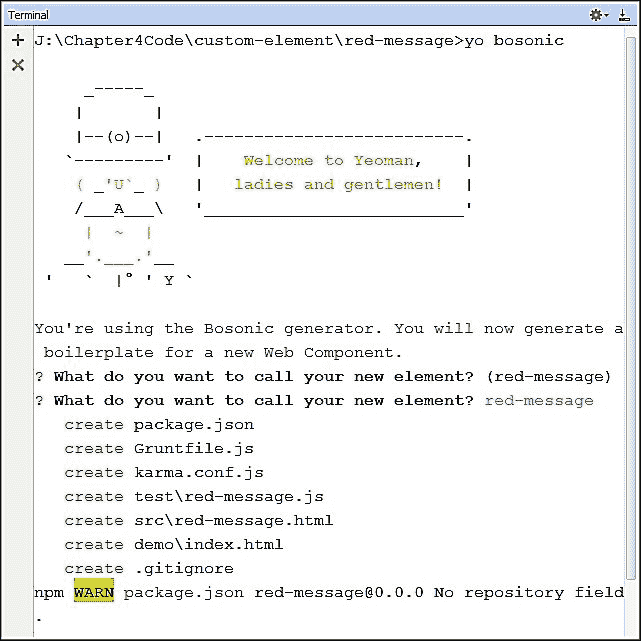 Terminal
J:\Chapter4Code\custom-element\red-message>yo bosonic
     _-----_
    |       |
    |--(o)--|   .--------------------------.
   `---------'  |    Welcome to Yeoman,    |
    ( _'U`_ )   |   ladies and gentlemen!  |
    /___A___\   '__________________________'
     |  ~  |
   __'.___.'__
 '   `  |° ' Y `
You're using the Bosonic generator. You will now generate a
 boilerplate for a new Web Component.
? What do you want to call your new element? (red-message)
? What do you want to call your new element? red-message
   create package.json
   create Gruntfile.js
   create karma.conf.js
   create test\red-message.js
   create src\red-message.html
   create demo\index.html
   create .gitignore
npm WARN package.json red-message@0.0.0 No repository field
.